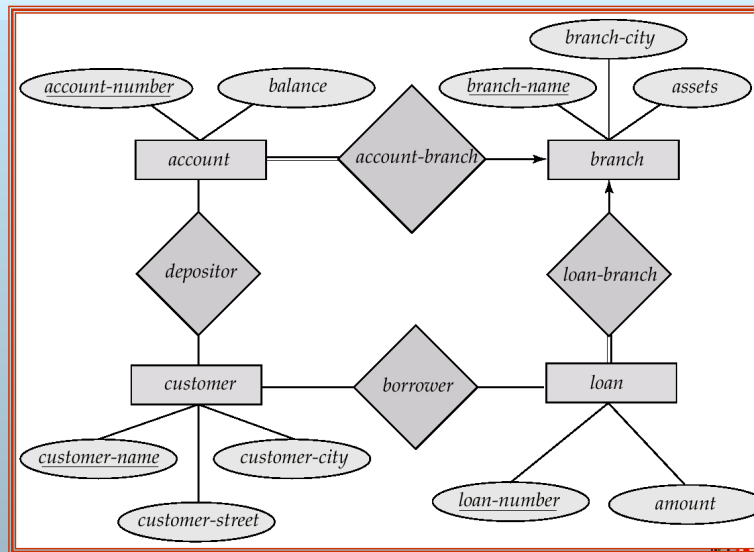 branch-city
account-number
balance
branch-name
assets
account
account-branch
branch
depositor
loan-branch
customer
borrower
loan
customer-name
customer-city
loan-number
amount
customer-street